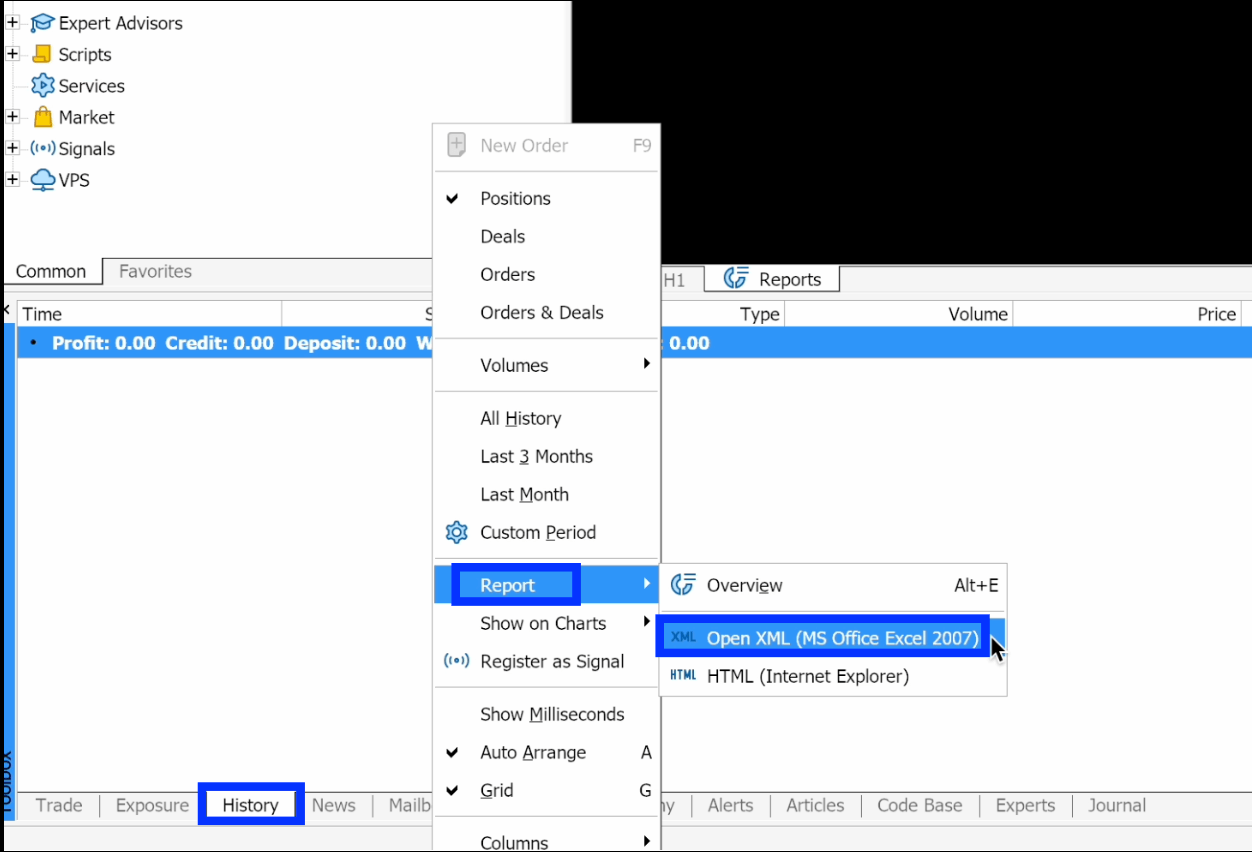 Expert Advisors
Scripts
Services
Market
Signals
VPS
Common Favorites
New Order F9
Positions
Deals
Orders
Orders & Deals
Volumes
All History
Last 3 Months
Last Month
Custom Period
Report
Show on Charts
Register as Signal
Show Milliseconds
Auto Arrange A
Grid G
Columns
H1 Reports
Time S Type Volume Price
• Profit: 0.00 Credit: 0.00 Deposit: 0.00 W : 0.00
Overview Alt+E
XML Open XML (MS Office Excel 2007)
HTML HTML (Internet Explorer)
Toolbox
Trade Exposure History News Mailb ny Alerts Articles Code Base Experts Journal